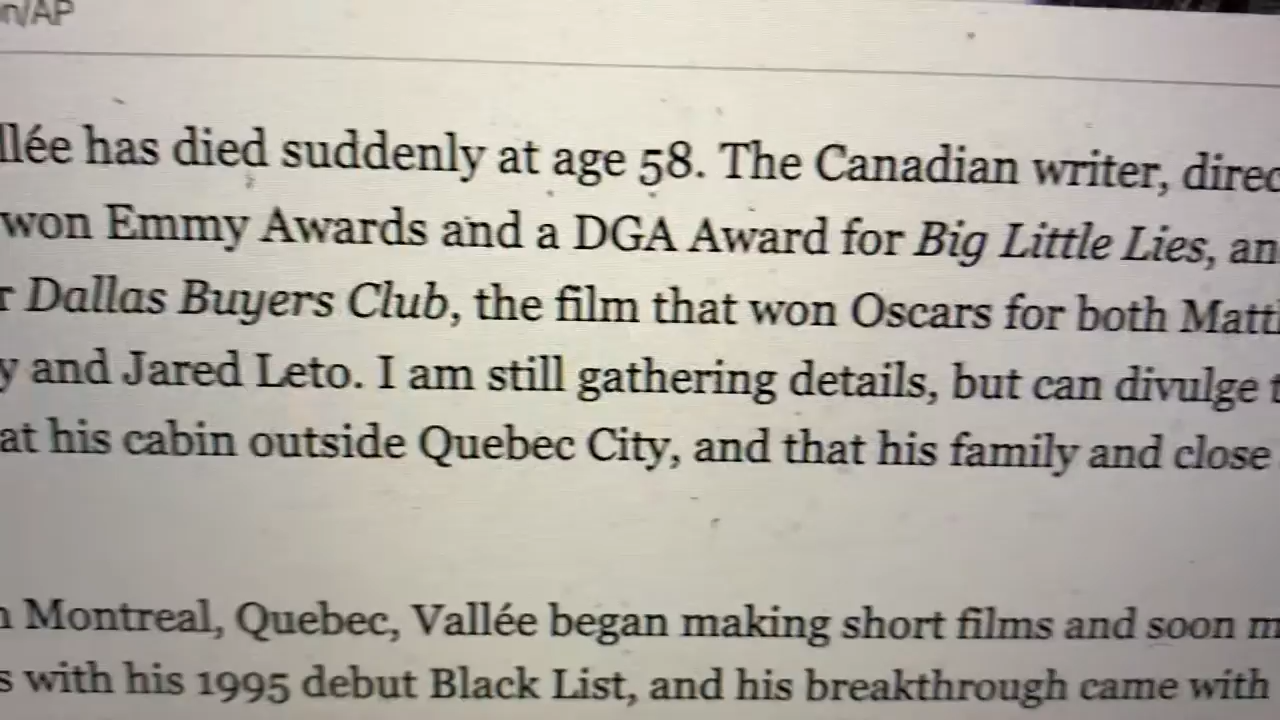 n/AP
llée has died suddenly at age 58. The Canadian writer, direc
won Emmy Awards and a DGA Award for Big Little Lies, an
r Dallas Buyers Club, the film that won Oscars for both Matt
y and Jared Leto. I am still gathering details, but can divulge t
at his cabin outside Quebec City, and that his family and close
Montreal, Quebec, Vallée began making short films and soon m
s with his 1995 debut Black List, and his breakthrough came with